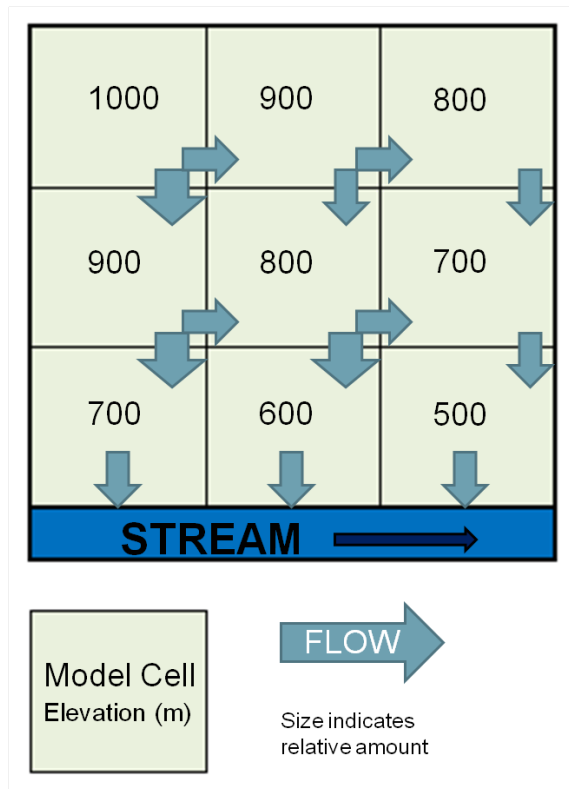 1000 900 800
900 800 700
700 600 500
STREAM
FLOW
Model Cell
Elevation (m)
Size indicates
relative amount